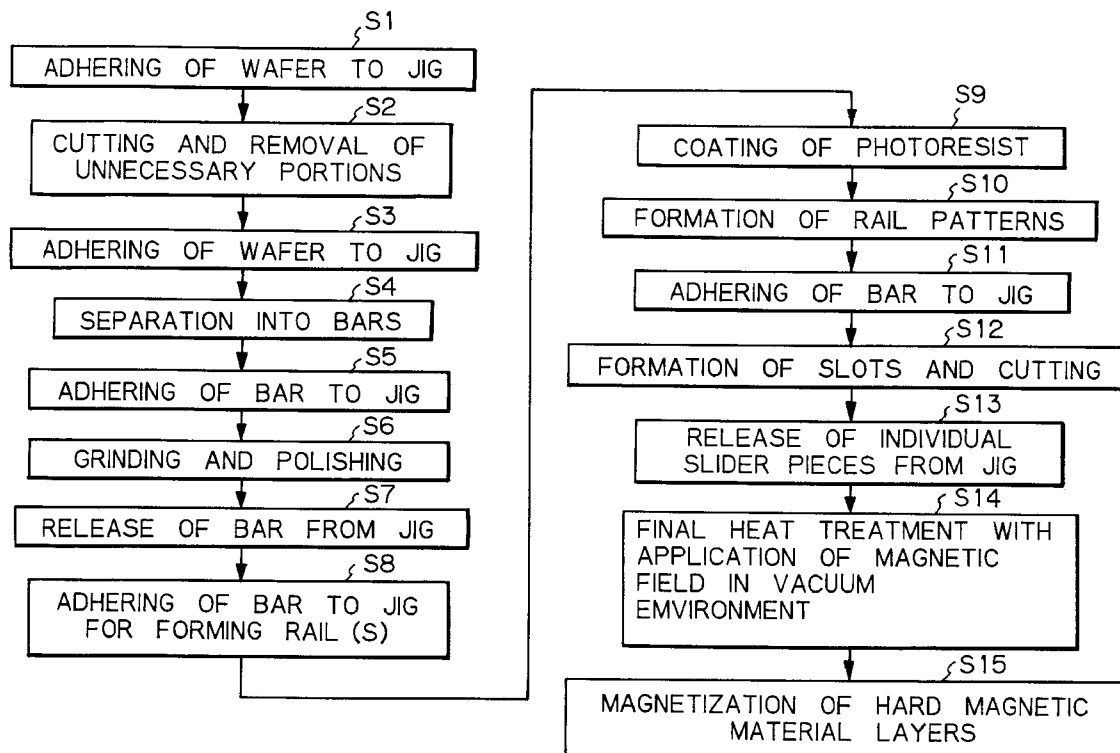 S1
ADHERING OF WAFER TO JIG
S2
CUTTING AND REMOVAL OF
UNNECESSARY PORTIONS
S3
ADHERING OF WAFER TO JIG
S4
SEPARATION INTO BARS
S5
ADHERING OF BAR TO JIG
S6
GRINDING AND POLISHING
S7
RELEASE OF BAR FROM JIG
S8
ADHERING OF BAR TO JIG
FOR FORMING RAIL(S)
S9
COATING OF PHOTORESIST
S10
FORMATION OF RAIL PATTERNS
S11
ADHERING OF BAR TO JIG
S12
FORMATION OF SLOTS AND CUTTING
S13
RELEASE OF INDIVIDUAL
SLIDER PIECES FROM JIG
S14
FINAL HEAT TREATMENT WITH
APPLICATION OF MAGNETIC
FIELD IN VACUUM
EMVIRONMENT
S15
MAGNETIZATION OF HARD MAGNETIC
MATERIAL LAYERS